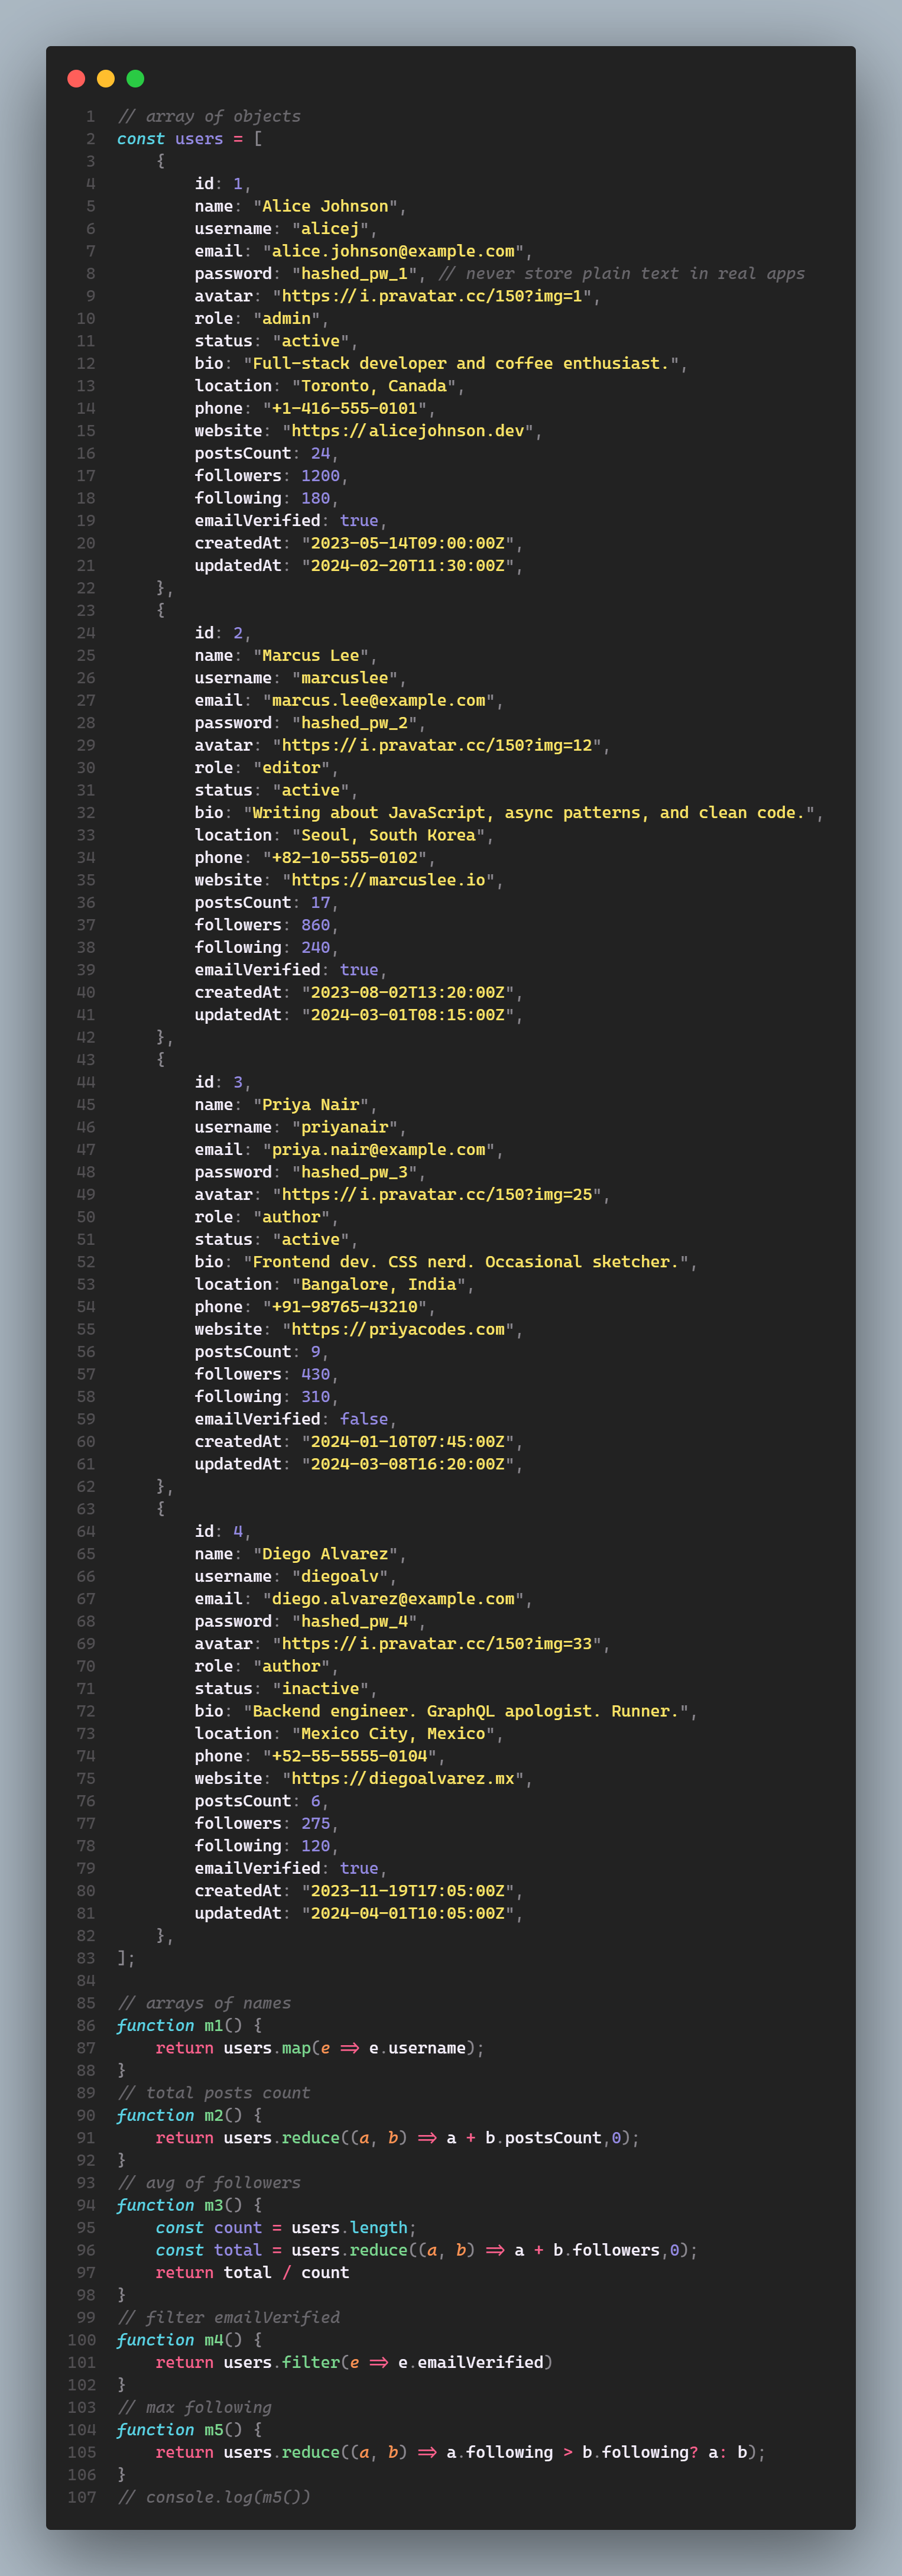 1 // array of objects
2 const users = [
3     {
4         id: 1,
5         name: "Alice Johnson",
6         username: "alicej",
7         email: "alice.johnson@example.com",
8         password: "hashed_pw_1", // never store plain text in real apps
9         avatar: "https://i.pravatar.cc/150?img=1",
10         role: "admin",
11         status: "active",
12         bio: "Full-stack developer and coffee enthusiast.",
13         location: "Toronto, Canada",
14         phone: "+1-416-555-0101",
15         website: "https://alicejohnson.dev",
16         postsCount: 24,
17         followers: 1200,
18         following: 180,
19         emailVerified: true,
20         createdAt: "2023-05-14T09:00:00Z",
21         updatedAt: "2024-02-20T11:30:00Z",
22     },
23     {
24         id: 2,
25         name: "Marcus Lee",
26         username: "marcuslee",
27         email: "marcus.lee@example.com",
28         password: "hashed_pw_2",
29         avatar: "https://i.pravatar.cc/150?img=12",
30         role: "editor",
31         status: "active",
32         bio: "Writing about JavaScript, async patterns, and clean code.",
33         location: "Seoul, South Korea",
34         phone: "+82-10-555-0102",
35         website: "https://marcuslee.io",
36         postsCount: 17,
37         followers: 860,
38         following: 240,
39         emailVerified: true,
40         createdAt: "2023-08-02T13:20:00Z",
41         updatedAt: "2024-03-01T08:15:00Z",
42     },
43     {
44         id: 3,
45         name: "Priya Nair",
46         username: "priyanair",
47         email: "priya.nair@example.com",
48         password: "hashed_pw_3",
49         avatar: "https://i.pravatar.cc/150?img=25",
50         role: "author",
51         status: "active",
52         bio: "Frontend dev. CSS nerd. Occasional sketcher.",
53         location: "Bangalore, India",
54         phone: "+91-98765-43210",
55         website: "https://priyacodes.com",
56         postsCount: 9,
57         followers: 430,
58         following: 310,
59         emailVerified: false,
60         createdAt: "2024-01-10T07:45:00Z",
61         updatedAt: "2024-03-08T16:20:00Z",
62     },
63     {
64         id: 4,
65         name: "Diego Alvarez",
66         username: "diegoalv",
67         email: "diego.alvarez@example.com",
68         password: "hashed_pw_4",
69         avatar: "https://i.pravatar.cc/150?img=33",
70         role: "author",
71         status: "inactive",
72         bio: "Backend engineer. GraphQL apologist. Runner.",
73         location: "Mexico City, Mexico",
74         phone: "+52-55-5555-0104",
75         website: "https://diegoalvarez.mx",
76         postsCount: 6,
77         followers: 275,
78         following: 120,
79         emailVerified: true,
80         createdAt: "2023-11-19T17:05:00Z",
81         updatedAt: "2024-04-01T10:05:00Z",
82     },
83 ];
84
85 // arrays of names
86 function m1() {
87     return users.map(e => e.username);
88 }
89 // total posts count
90 function m2() {
91     return users.reduce((a, b) => a + b.postsCount,0);
92 }
93 // avg of followers
94 function m3() {
95     const count = users.length;
96     const total = users.reduce((a, b) => a + b.followers,0);
97     return total / count
98 }
99 // filter emailVerified
100 function m4() {
101     return users.filter(e => e.emailVerified)
102 }
103 // max following
104 function m5() {
105     return users.reduce((a, b) => a.following > b.following? a: b);
106 }
107 // console.log(m5())